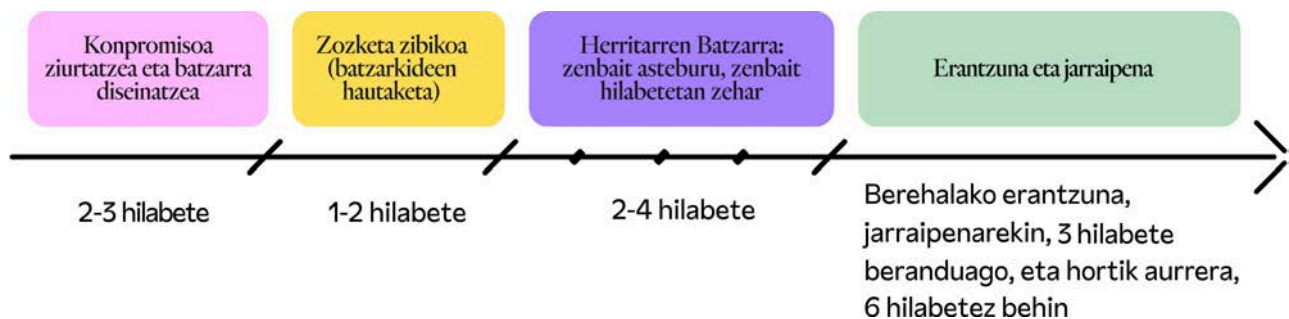 Konpromisoa
ziurtatzea eta batzarra
diseinatzea
Zozketa zibikoa
(batzarkideen
hautaketa)
Herritarren Batzarra:
zenbait asteburu, zenbait
hilabetetan zehar
Erantzuna eta jarraipena
2-3 hilabete
1-2 hilabete
2-4 hilabete
Berehalako erantzuna,
jarraipenarekin, 3 hilabete
beranduago, eta hortik aurrera,
6 hilabetez behin